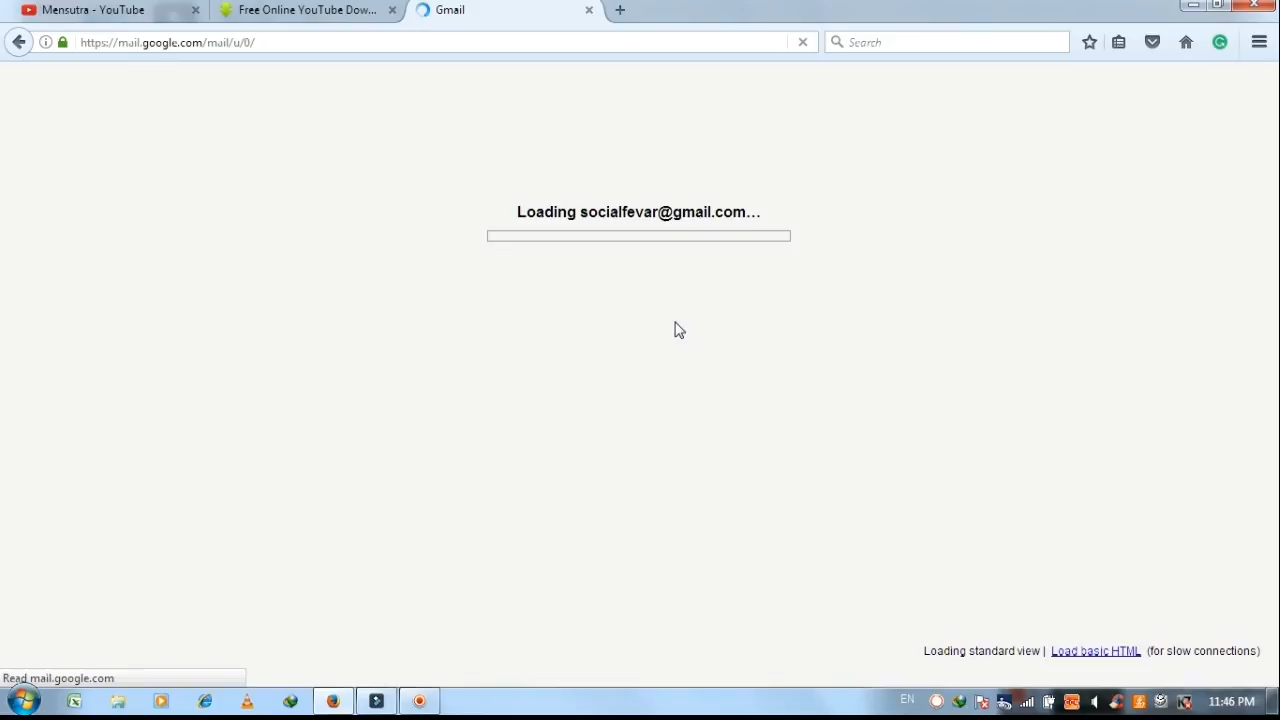 Mensutra - YouTube
Free Online YouTube Dow...
Gmail
https://mail.google.com/mail/u/0/
Search
Loading socialfevar@gmail.com...
Loading standard view | Load basic HTML (for slow connections)
Read mail.google.com
EN
11:46 PM